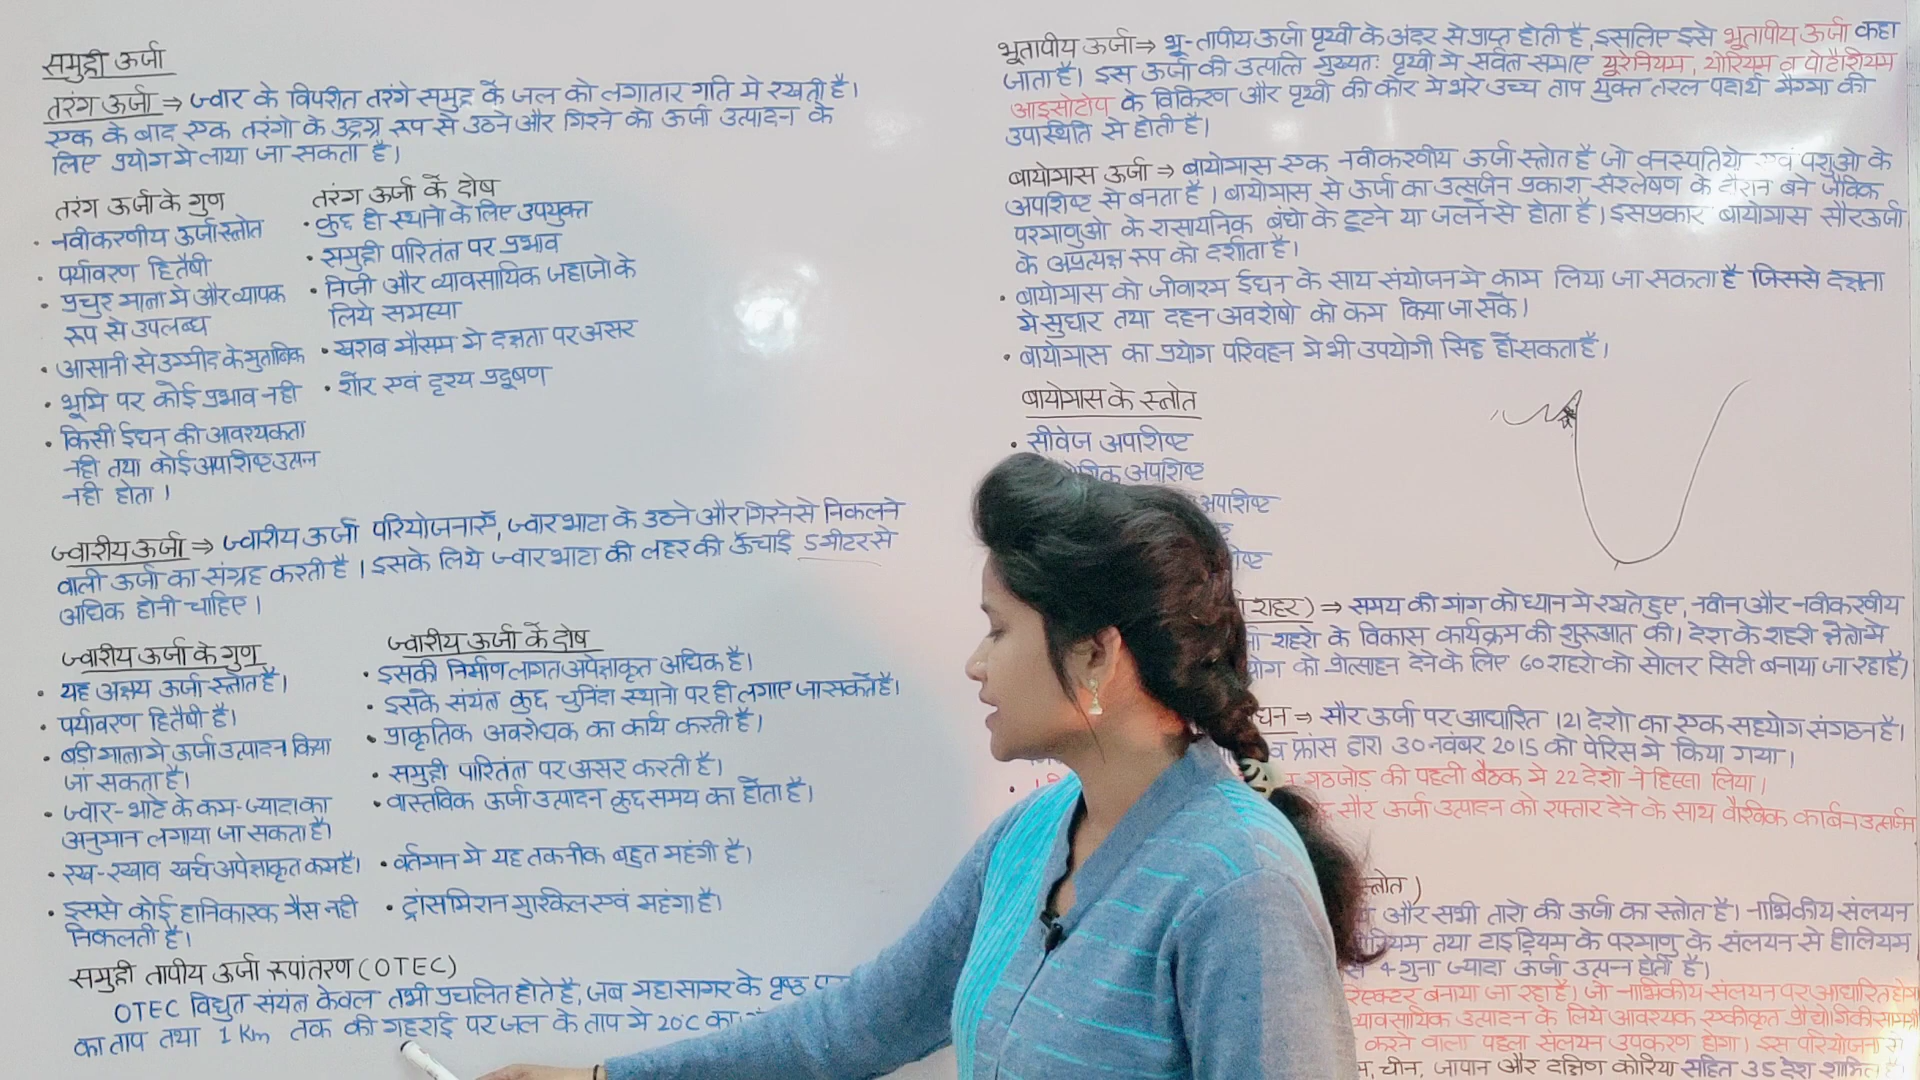 समुद्री ऊर्जा
तरंग ऊर्जा ⇒ ज्वार के विपरीत तरंगे समुद्र के जल को लगातार गति मे रखती है।
एक के बाद एक तरंगो के उद्गग्र रूप से उठने और गिरने को ऊर्जा उत्पादन के
लिए प्रयोग मे लाया जा सकता है।
तरंग ऊर्जा के गुण
• नवीकरणीय ऊर्जा स्त्रोत
• पर्यावरण हितैषी
• प्रचुर मात्रा मे और व्यापक
रूप से उपलब्ध
• आसानी से उम्मीद के मुताबिक
• भूमि पर कोई प्रभाव नही
• किसी ईंधन की आवश्यकता
नही तथा कोई अपशिष्ट उत्पन्न
नही होता।
तरंग ऊर्जा के दोष
• कुछ ही स्थानो के लिए उपयुक्त
• समुद्री पारितंत्र पर प्रभाव
• निजी और व्यावसायिक जहाजो के
लिये समस्या
• खराब मौसम मे दक्षता पर असर
• शोर एवं दृश्य प्रदूषण
ज्वारीय ऊर्जा ⇒ ज्वारीय ऊर्जा परियोजनाएँ, ज्वार भाटा के उठने और गिरने से निकलने
वाली ऊर्जा का संग्रह करती है। इसके लिये ज्वार भाटा की लहर की ऊँचाई 5 मीटर से
अधिक होनी चाहिए।
ज्वारीय ऊर्जा के गुण
• यह अक्षय ऊर्जा स्त्रोत है।
• पर्यावरण हितैषी है।
• बडी मात्रा मे ऊर्जा उत्पादन किया
जा सकता है।
• ज्वार-भाटे के कम-ज्यादा का
अनुमान लगाया जा सकता है।
• रख-रखाव खर्च अपेक्षाकृत कम है।
• इससे कोई हानिकारक गैस नही
निकलती है।
ज्वारीय ऊर्जा के दोष
• इसकी निर्माण लागत अपेक्षाकृत अधिक है।
• इसके संयंत्र कुछ चुनिंदा स्थानो पर ही लगाए जा सकते है।
• प्राकृतिक अवरोधक का कार्य करती है।
• समुद्री पारितंत्र पर असर करती है।
• वास्तविक ऊर्जा उत्पादन कुछ समय का होता है।
• वर्तमान मे यह तकनीक बहुत महंगी है।
• ट्रांसमिशन मुश्किल एवं महंगा है।
समुद्री तापीय ऊर्जा रूपांतरण (OTEC)
OTEC विद्युत संयंत्र केवल तभी प्रचलित होते है, जब महासागर के पृष्ठ पर
का ताप तथा 1 Km तक की गहराई पर जल के ताप मे 20°C का
भूतापीय ऊर्जा ⇒ भू-तापीय ऊर्जा पृथ्वी के अंदर से प्राप्त होती है, इसलिए इसे भूतापीय ऊर्जा कहा
जाता है। इस ऊर्जा की उत्पत्ति मुख्यतः पृथ्वी मे सर्वत्र समाए यूरेनियम, थोरियम व पोटैशियम
आइसोटोप के विकिरण और पृथ्वी की कोर मे भरे उच्च ताप युक्त तरल पदार्थ मैग्मा की
उपस्थिति से होती है।
बायोमास ऊर्जा ⇒ बायोमास एक नवीकरणीय ऊर्जा स्त्रोत है जो वनस्पतियो एवं पशुओ के
अपशिष्ट से बनता है। बायोमास से ऊर्जा का उत्सर्जन प्रकाश संश्लेषण के दौरान बने जैविक
परमाणुओ के रासायनिक बंधो के टूटने या जलने से होता है। इस प्रकार बायोमास सौर ऊर्जा
के अप्रत्यक्ष रूप को दर्शाता है।
• बायोमास को जीवाश्म ईंधन के साथ संयोजन मे काम लिया जा सकता है जिससे दक्षता
मे सुधार तथा दहन अवशेषो को कम किया जा सके।
• बायोमास का प्रयोग परिवहन मे भी उपयोगी सिद्ध हो सकता है।
बायोमास के स्त्रोत
• सीवेज अपशिष्ट
अपशिष्ट
अपशिष्ट
शहर) ⇒ समय की मांग को ध्यान मे रखते हुए, नवीन और नवीकरणीय
शहरो के विकास कार्यक्रम की शुरूआत की। देश के शहरी क्षेत्रो मे
को प्रोत्साहन देने के लिए 60 शहरो को सोलर सिटी बनाया जा रहा है)
⇒ सौर ऊर्जा पर आधारित 121 देशो का एक सहयोग संगठन है।
व फ्रांस द्वारा 30 नवंबर 2015 को पेरिस मे किया गया।
गठजोड़ की पहली बैठक मे 22 देशो ने हिस्सा लिया।
सौर ऊर्जा उत्पादन को रफ्तार देने के साथ वैश्विक कार्बन उत्सर्जन
स्त्रोत)
और सभी तारो की ऊर्जा का स्त्रोत है। नाभिकीय संलयन
तथा टाइट्रियम के परमाणु के संलयन से हीलियम
से 4 गुना ज्यादा ऊर्जा उत्पन्न होती है।
रिएक्टर बनाया जा रहा है। जो नाभिकीय संलयन पर आधारित होगा
व्यावसायिक उत्पादन के लिये आवश्यक एकीकृत प्रौद्योगिकी सामग्री
करने वाला पहला संलयन उपकरण होगा। इस परियोजना
चीन, जापान और दक्षिण कोरिया सहित 35 देश शामिल है।